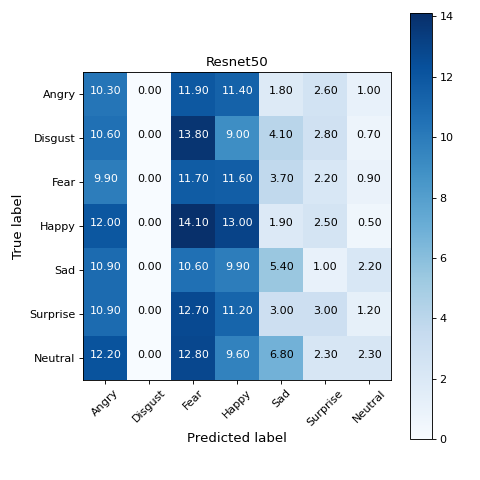 Resnet50
14
12
10
8
6
4
2
0
True label
Angry 10.30 0.00 11.90 11.40 1.80 2.60 1.00
Disgust 10.60 0.00 13.80 9.00 4.10 2.80 0.70
Fear 9.90 0.00 11.70 11.60 3.70 2.20 0.90
Happy 12.00 0.00 14.10 13.00 1.90 2.50 0.50
Sad 10.90 0.00 10.60 9.90 5.40 1.00 2.20
Surprise 10.90 0.00 12.70 11.20 3.00 3.00 1.20
Neutral 12.20 0.00 12.80 9.60 6.80 2.30 2.30
Angry Disgust Fear Happy Sad Surprise Neutral
Predicted label